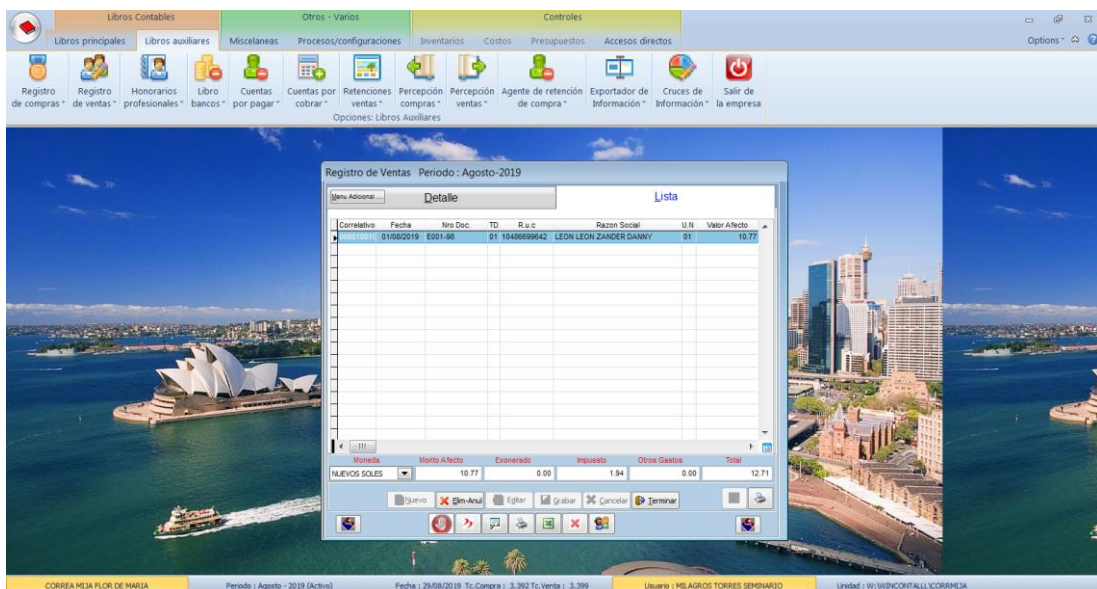 Libros Contables Otros - Varios Controles
Libros principales Libros auxiliares Miscelaneas Procesos/configuraciones Inventarios Costos Presupuestos Accesos directos Options
Registro de compras Registro de ventas Honorarios profesionales Libro bancos Cuentas por pagar Cuentas por cobrar Retenciones ventas Percepción compras Percepción ventas Agente de retención de compra Exportador de Información Cruces de Información Salir de la empresa
Opciones: Libros Auxiliares
Registro de Ventas Periodo : Agosto-2019
Menu Adicional .... Detalle Lista
Correlativo Fecha Nro Doc. TD R.u.c Razon Social U.N Valor Afecto
01/08/2019 E001-98 01 10486699642 LEON LEON ZANDER DANNY 01 10.77
Moneda Monto Afecto Exonerado Impuesto Otros Gastos Total
NUEVOS SOLES 10.77 0.00 1.94 0.00 12.71
Nuevo Elim-Anul Editar Grabar Cancelar Terminar
CORREA MIJA FLOR DE MARIA Periodo : Agosto - 2019 (Activo) Fecha : 29/08/2019 Tc.Compra : 3.392 Tc.Venta : 3.399 Usuario : MILAGROS TORRES SEMINARIO Unidad : W:\WINCONTALL\CORRMIJA